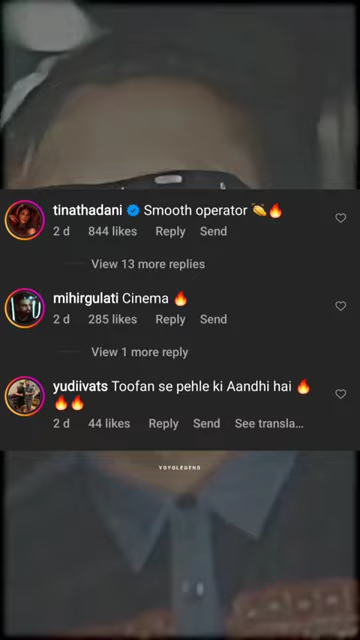 tinathadani Smooth operator 🌮🔥
2 d 844 likes Reply Send
View 13 more replies
mihirgulati Cinema 🔥
2 d 285 likes Reply Send
View 1 more reply
yudiivats Toofan se pehle ki Aandhi hai 🔥
🔥🔥
2 d 44 likes Reply Send See transla...
YOYOLEGEND